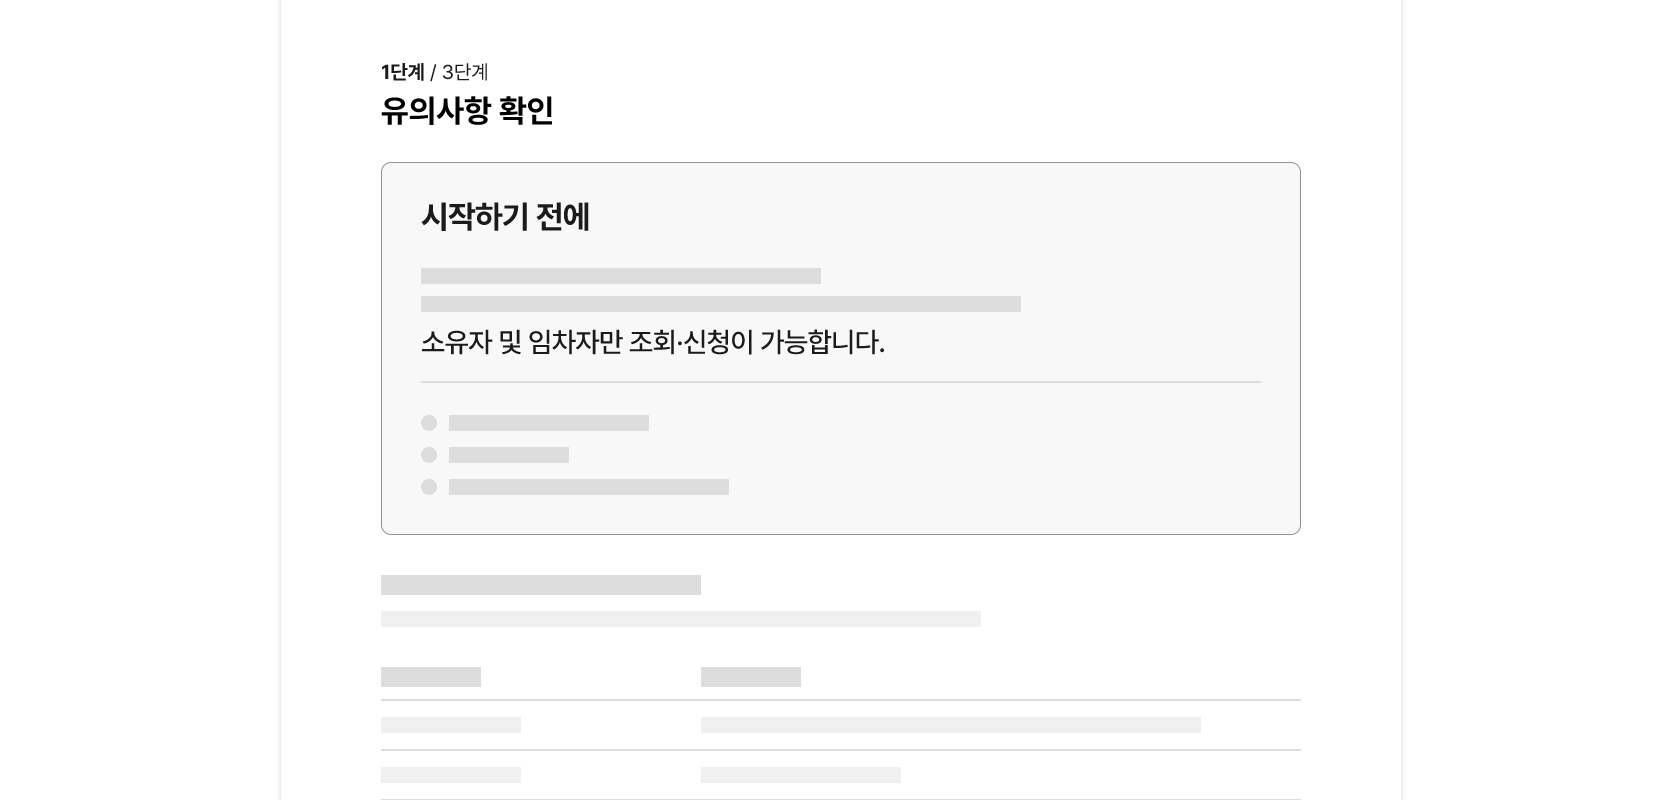 1단계 / 3단계
유의사항 확인
시작하기 전에
소유자 및 임차자만 조회·신청이 가능합니다.